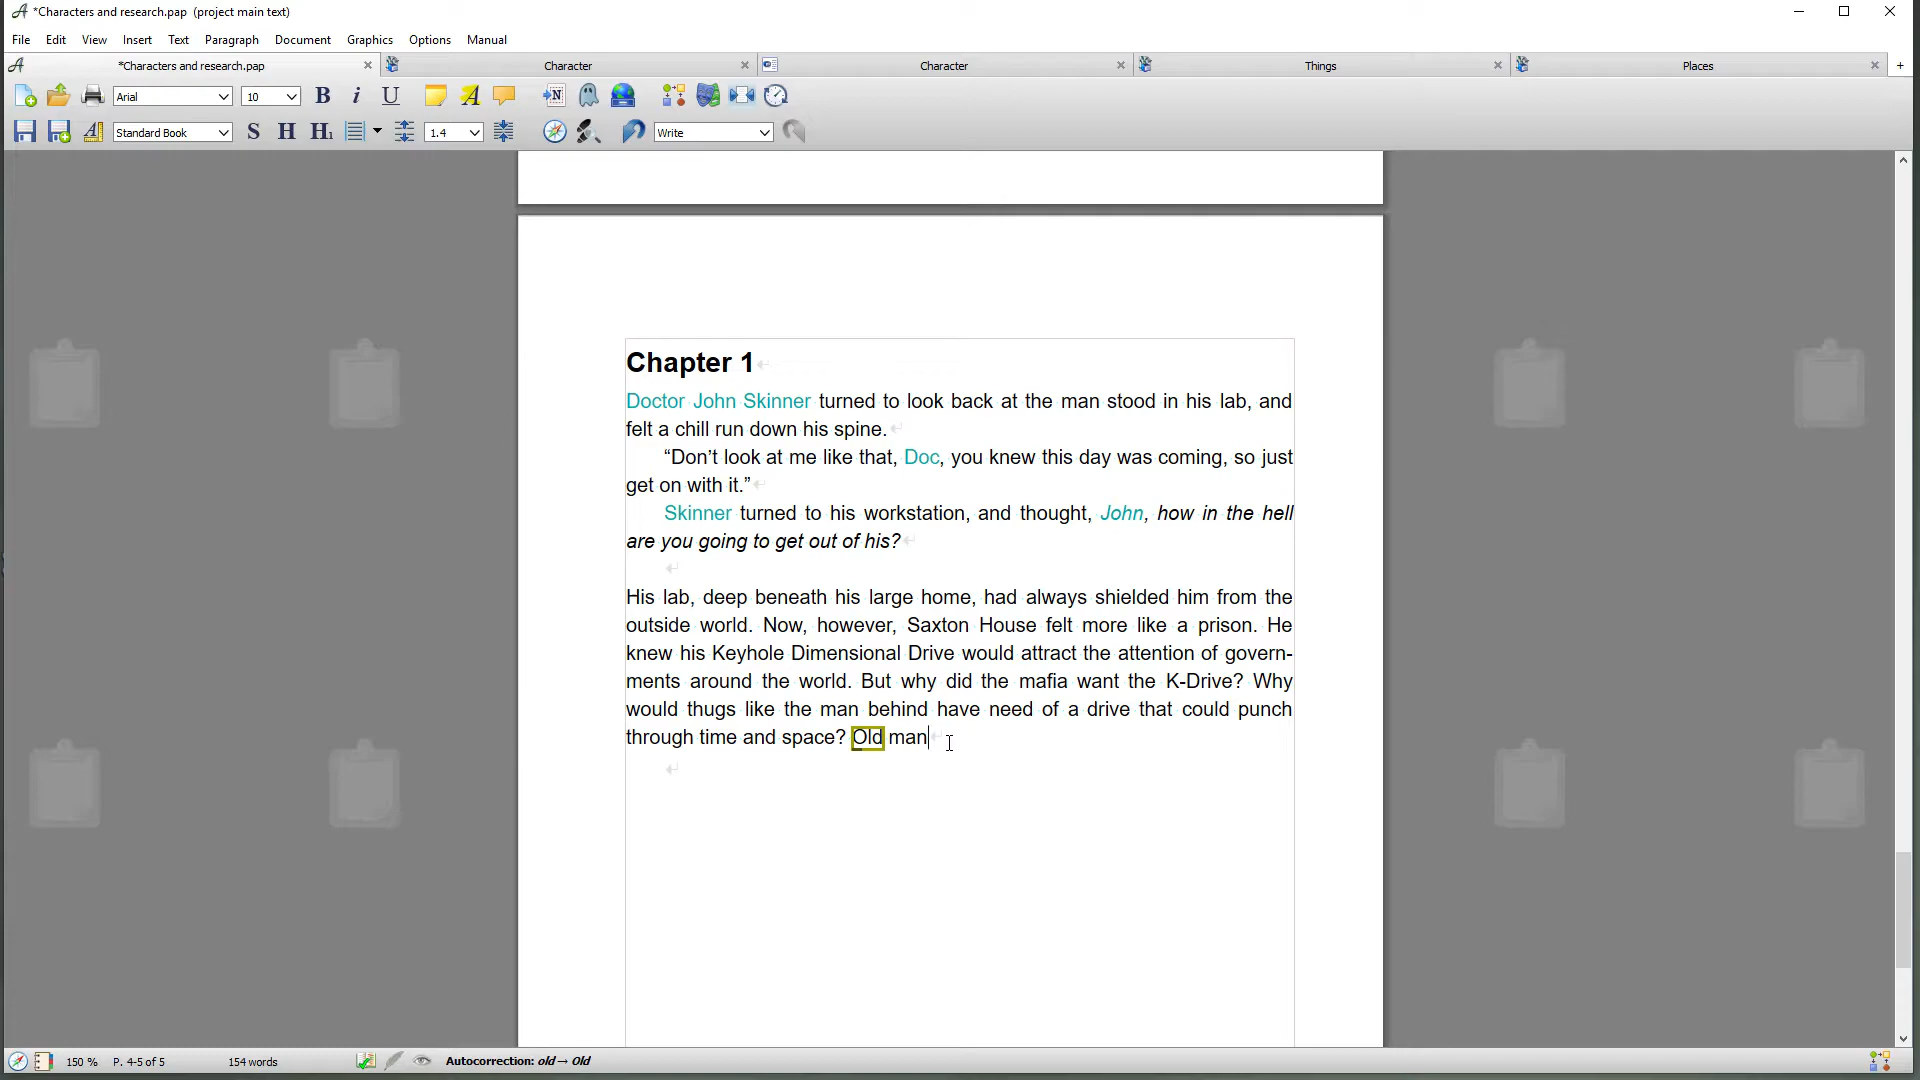 *Characters and research.pap  (project main text)
File Edit View Insert Text Paragraph Document Graphics Options Manual
*Characters and research.pap Character Character Things Places
Arial 10 B i U A N
Standard Book S H H1 1.4 Write
Chapter 1
Doctor John Skinner turned to look back at the man stood in his lab, and
felt a chill run down his spine.
“Don’t look at me like that, Doc, you knew this day was coming, so just
get on with it.”
Skinner turned to his workstation, and thought, John, how in the hell
are you going to get out of his?
His lab, deep beneath his large home, had always shielded him from the
outside world. Now, however, Saxton House felt more like a prison. He
knew his Keyhole Dimensional Drive would attract the attention of govern-
ments around the world. But why did the mafia want the K-Drive? Why
would thugs like the man behind have need of a drive that could punch
through time and space? Old man
150 % P. 4-5 of 5 154 words Autocorrection: old → Old